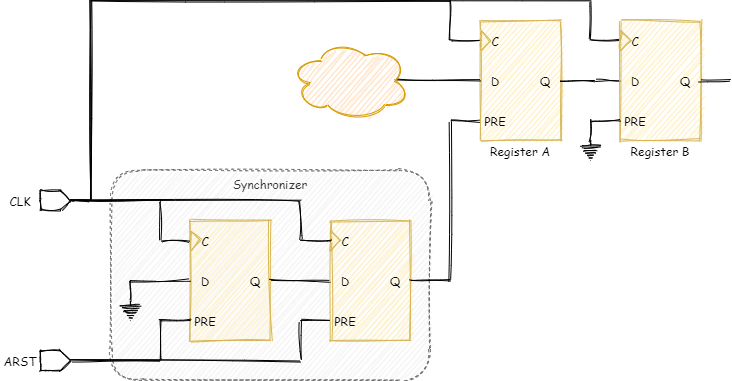 C
C
D
Q
D
Q
PRE
PRE
Register A
Register B
Synchronizer
CLK
C
C
D
Q
D
Q
PRE
PRE
ARST